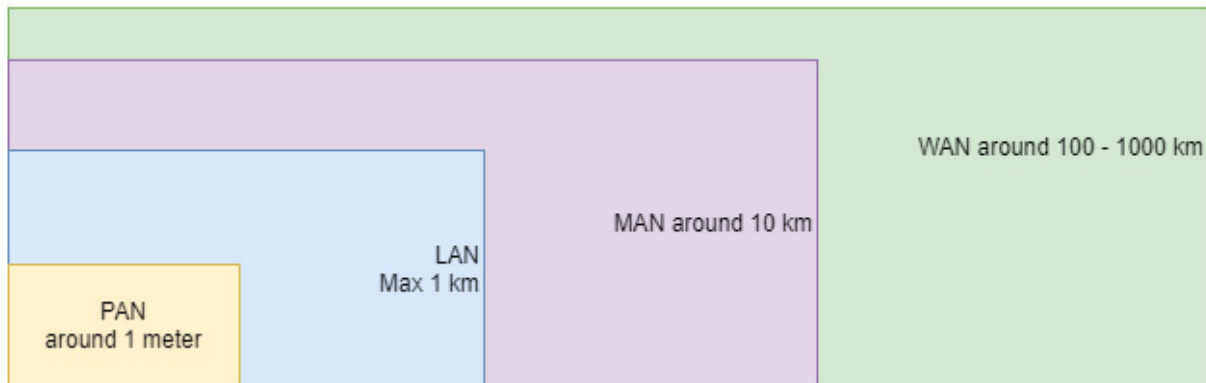 WAN around 100 - 1000 km
MAN around 10 km
LAN
Max 1 km
PAN
around 1 meter